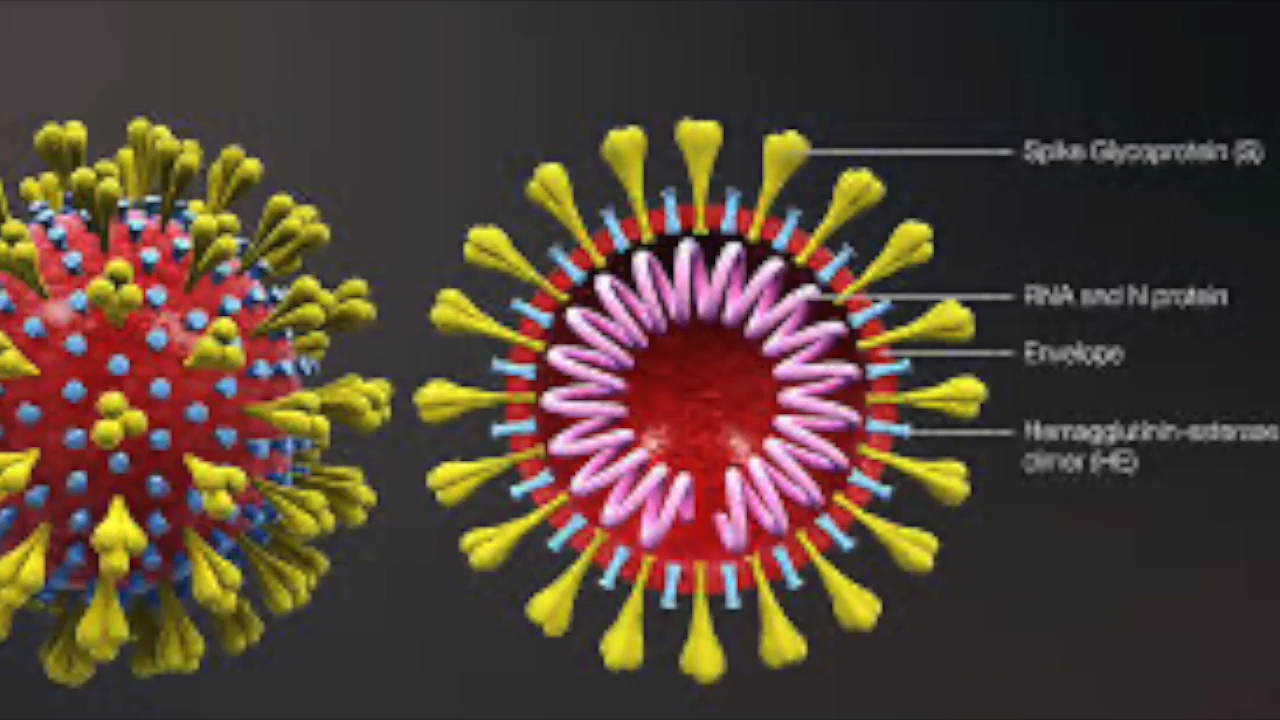 Spike Glycoprotein (S)
RNA and N protein
Envelope
Hemagglutinin-esterase
dimer (HE)